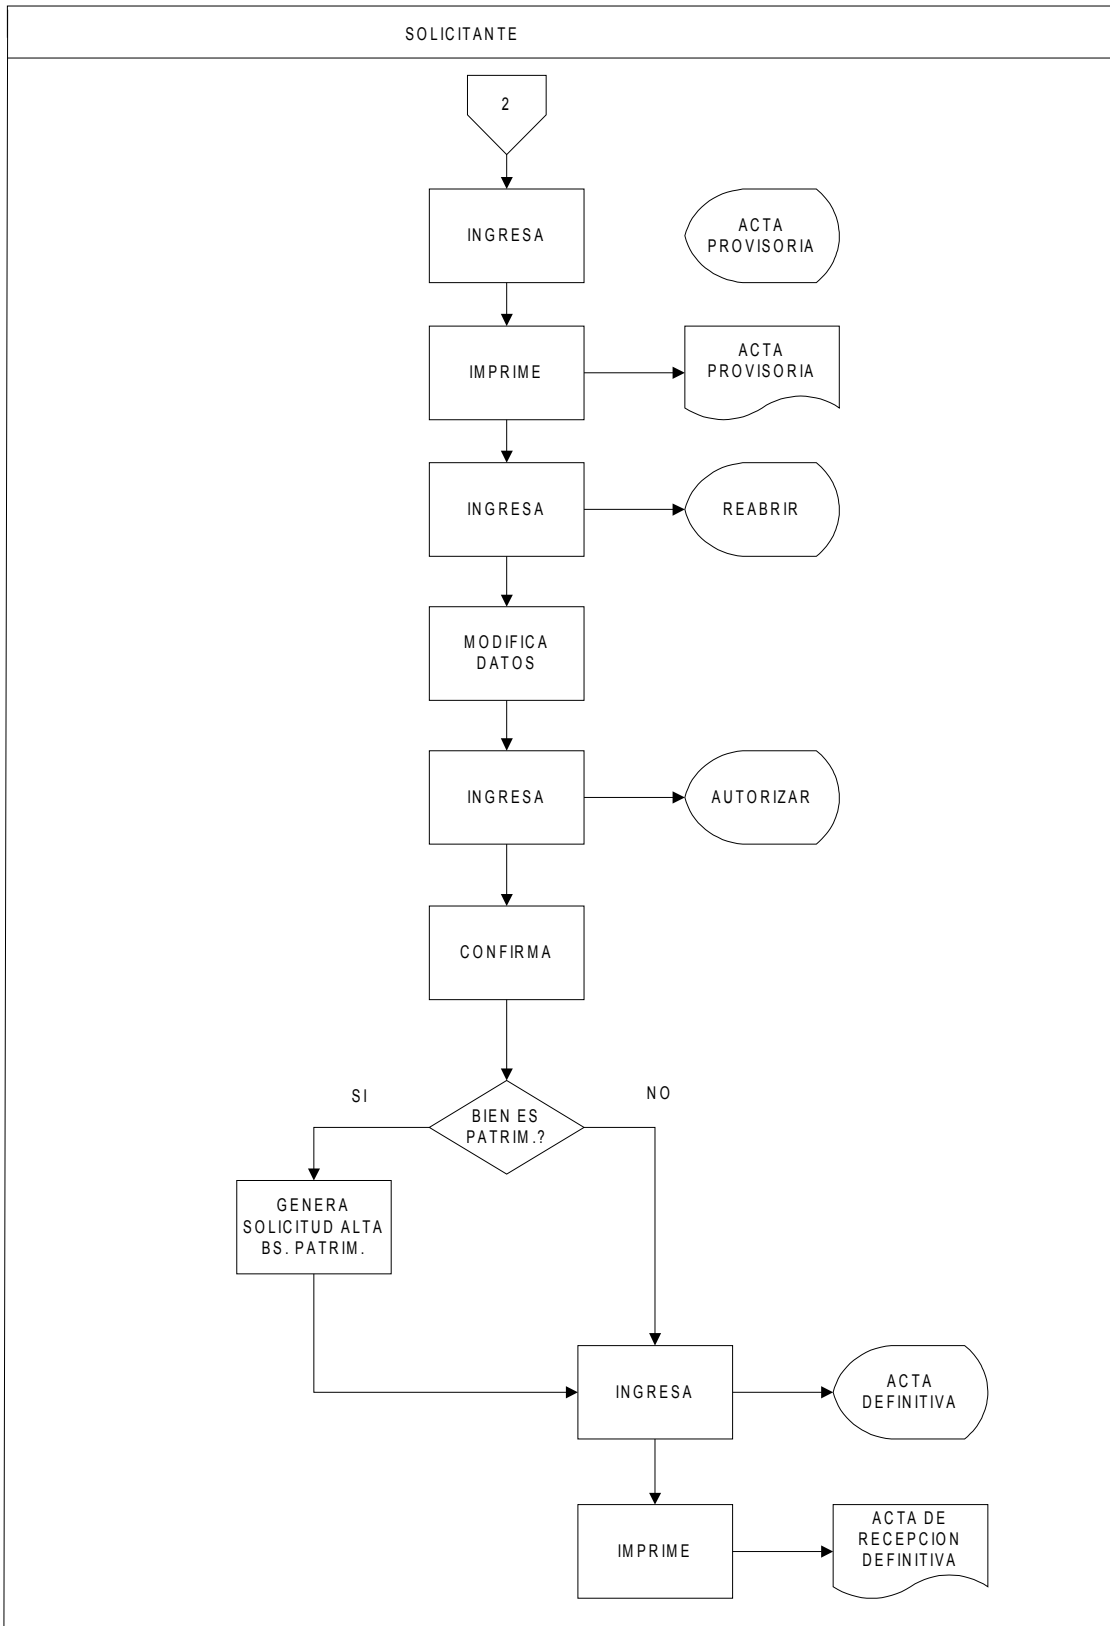 SOLICITANTE
2
INGRESA
ACTA
PROVISORIA
IMPRIME
ACTA
PROVISORIA
INGRESA
REABRIR
MODIFICA
DATOS
INGRESA
AUTORIZAR
CONFIRMA
SI
NO
BIEN ES
PATRIM.?
GENERA
SOLICITUD ALTA
BS. PATRIM.
INGRESA
ACTA
DEFINITIVA
IMPRIME
ACTA DE
RECEPCION
DEFINITIVA